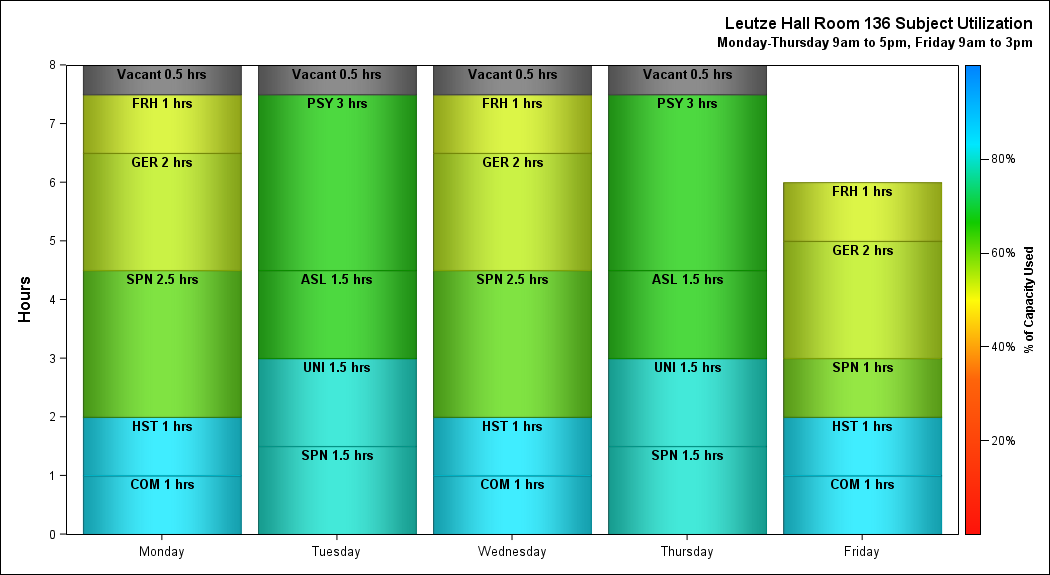 Leutze Hall Room 136 Subject Utilization
Monday-Thursday 9am to 5pm, Friday 9am to 3pm
Hours
8
7
6
5
4
3
2
1
0
Vacant 0.5 hrs
FRH 1 hrs
GER 2 hrs
SPN 2.5 hrs
HST 1 hrs
COM 1 hrs
Monday
Vacant 0.5 hrs
PSY 3 hrs
ASL 1.5 hrs
UNI 1.5 hrs
SPN 1.5 hrs
Tuesday
Vacant 0.5 hrs
FRH 1 hrs
GER 2 hrs
SPN 2.5 hrs
HST 1 hrs
COM 1 hrs
Wednesday
Vacant 0.5 hrs
PSY 3 hrs
ASL 1.5 hrs
UNI 1.5 hrs
SPN 1.5 hrs
Thursday
FRH 1 hrs
GER 2 hrs
SPN 1 hrs
HST 1 hrs
COM 1 hrs
Friday
80%
60%
40%
20%
% of Capacity Used